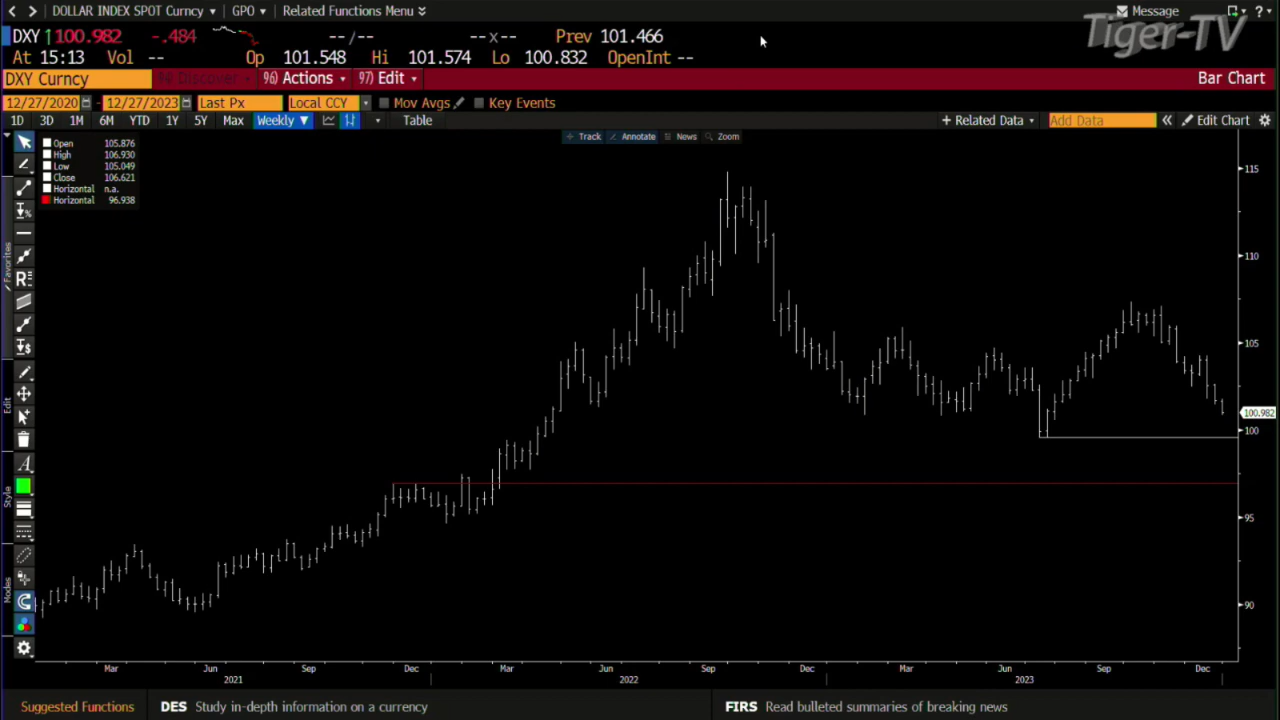 DOLLAR INDEX SPOT Curncy GPO Related Functions Menu Message
DXY 100.982 -.484 -- / -- -- x -- Prev 101.466
At 15:13 Vol -- Op 101.548 Hi 101.574 Lo 100.832 OpenInt --
Tiger-TV
DXY Curncy 94) Discover 96) Actions 97) Edit Bar Chart
12/27/2020 - 12/27/2023 Last Px Local CCY Mov Avgs Key Events
1D 3D 1M 6M YTD 1Y 5Y Max Weekly Table + Related Data Add Data Edit Chart
Track Annotate News Zoom
Open 105.876
High 106.930
Low 105.049
Close 106.621
Horizontal n.a.
Horizontal 96.938
Favorites
Edit
Style
Modes
115
110
105
100.982
100
95
90
Mar Jun Sep Dec Mar Jun Sep Dec Mar Jun Sep Dec
2021 2022 2023
Suggested Functions DES Study in-depth information on a currency FIRS Read bulleted summaries of breaking news